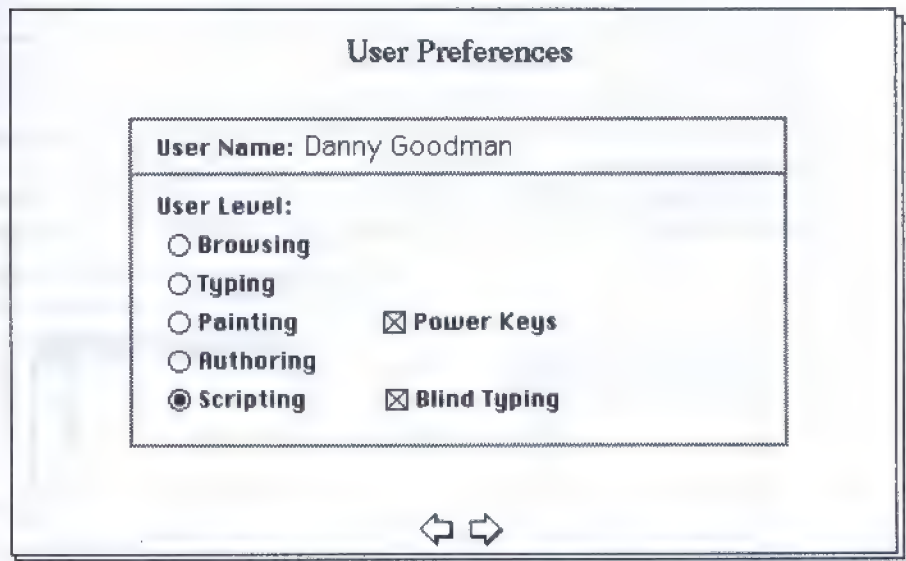 User Preferences
User Name: Danny Goodman
User Level:
Browsing
Typing
Painting Power Keys
Authoring
Scripting Blind Typing